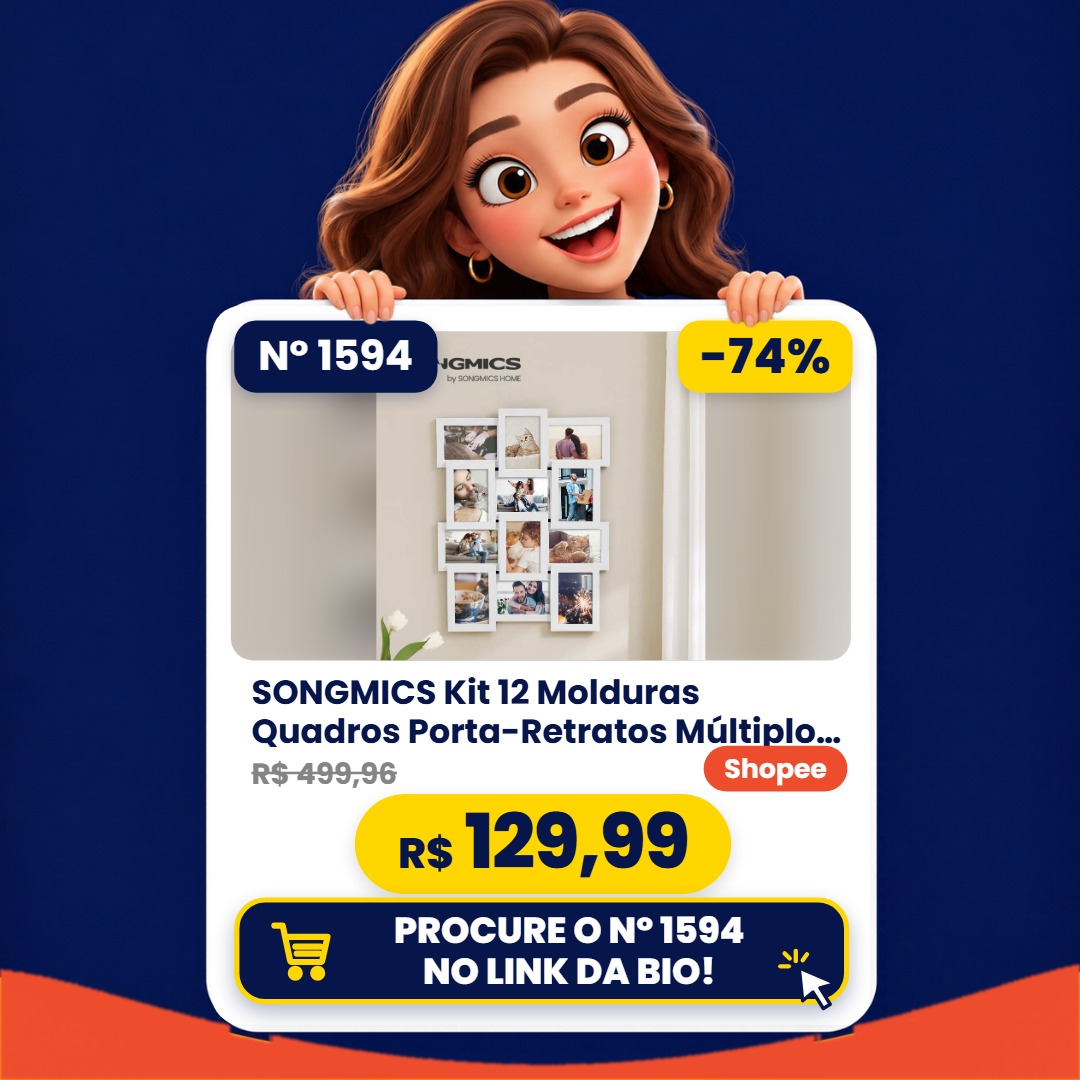 Nº 1594
-74%
NGMICS
by SONGMICS HOME
SONGMICS Kit 12 Molduras
Quadros Porta-Retratos Múltiplo...
R$ 499,96
Shopee
R$ 129,99
PROCURE O Nº 1594
NO LINK DA BIO!